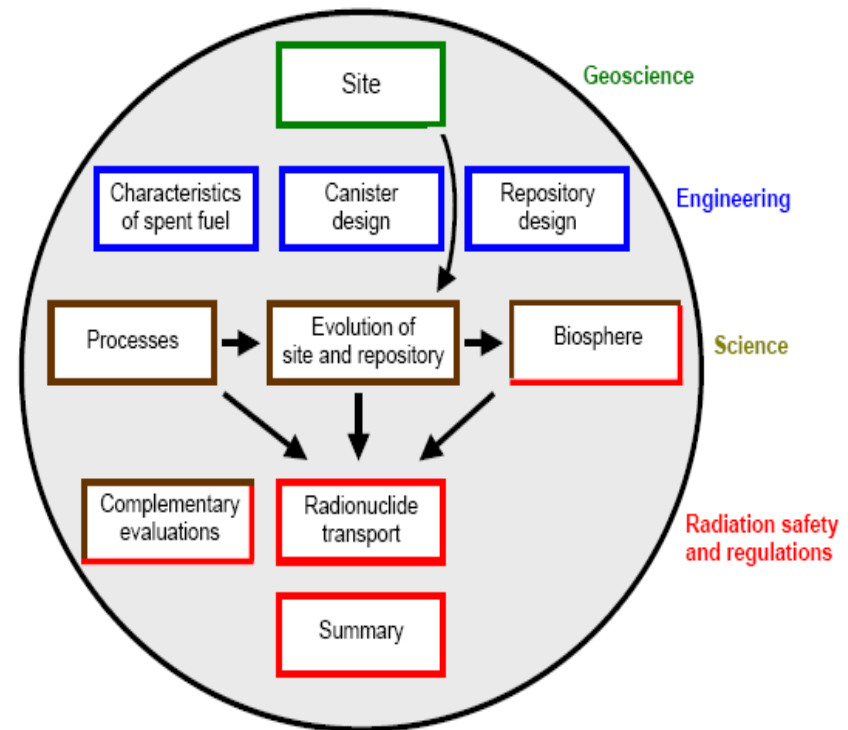 Site
Geoscience
Characteristics
of spent fuel
Canister
design
Repository
design
Engineering
Processes
Evolution of
site and repository
Biosphere
Science
Complementary
evaluations
Radionuclide
transport
Radiation safety
and regulations
Summary